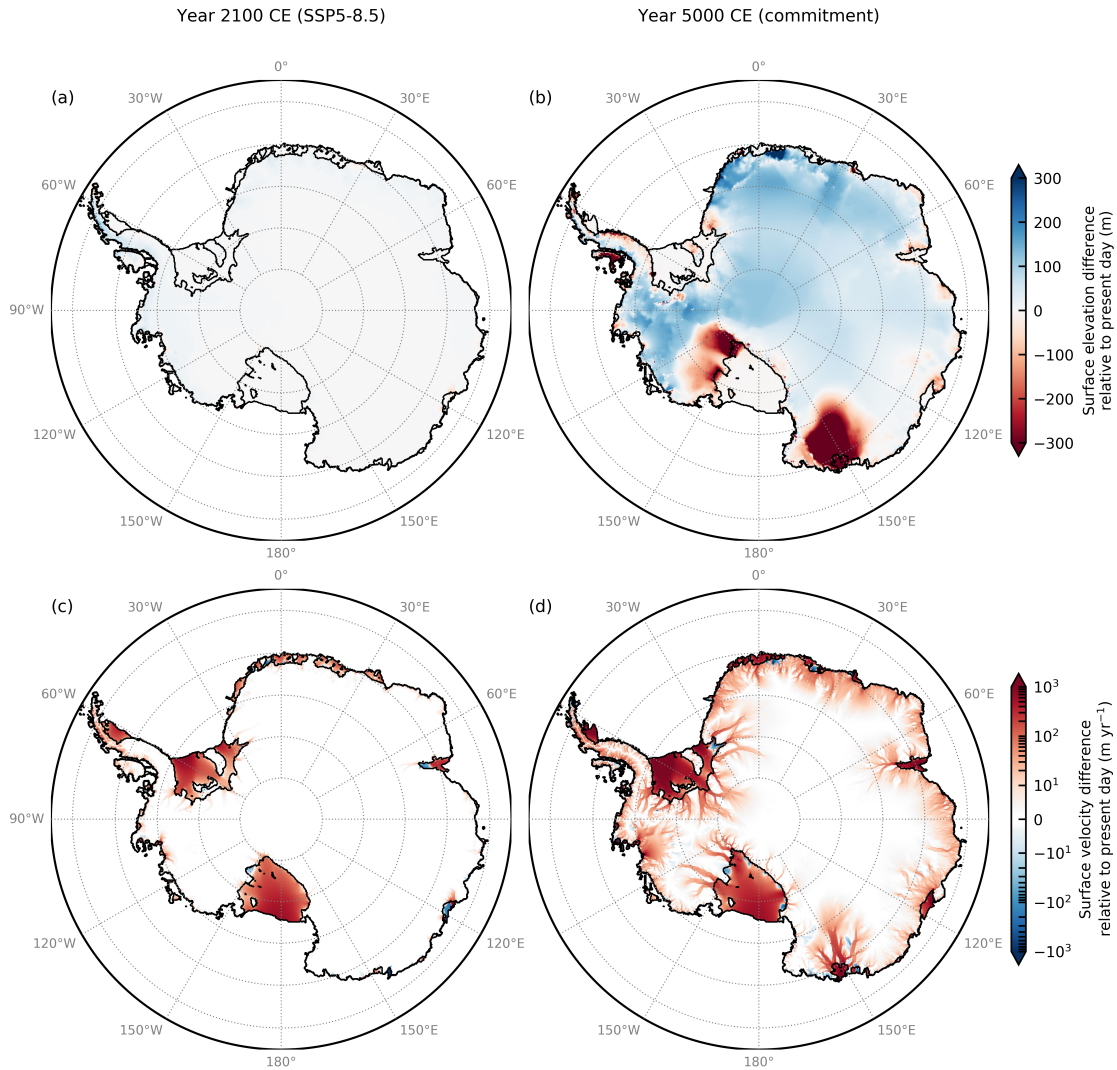 Year 2100 CE (SSP5-8.5)
Year 5000 CE (commitment)
(a)
0°
30°W
30°E
60°W
60°E
90°W
120°W
120°E
150°W
150°E
180°
(b)
0°
30°W
30°E
60°W
60°E
90°W
120°W
120°E
150°W
150°E
180°
300
200
100
0
−100
−200
−300
Surface elevation difference
relative to present day (m)
(c)
0°
30°W
30°E
60°W
60°E
90°W
120°W
120°E
150°W
150°E
180°
(d)
0°
30°W
30°E
60°W
60°E
90°W
120°W
120°E
150°W
150°E
180°
10³
10²
10¹
0
−10¹
−10²
−10³
Surface velocity difference
relative to present day (m yr⁻¹)